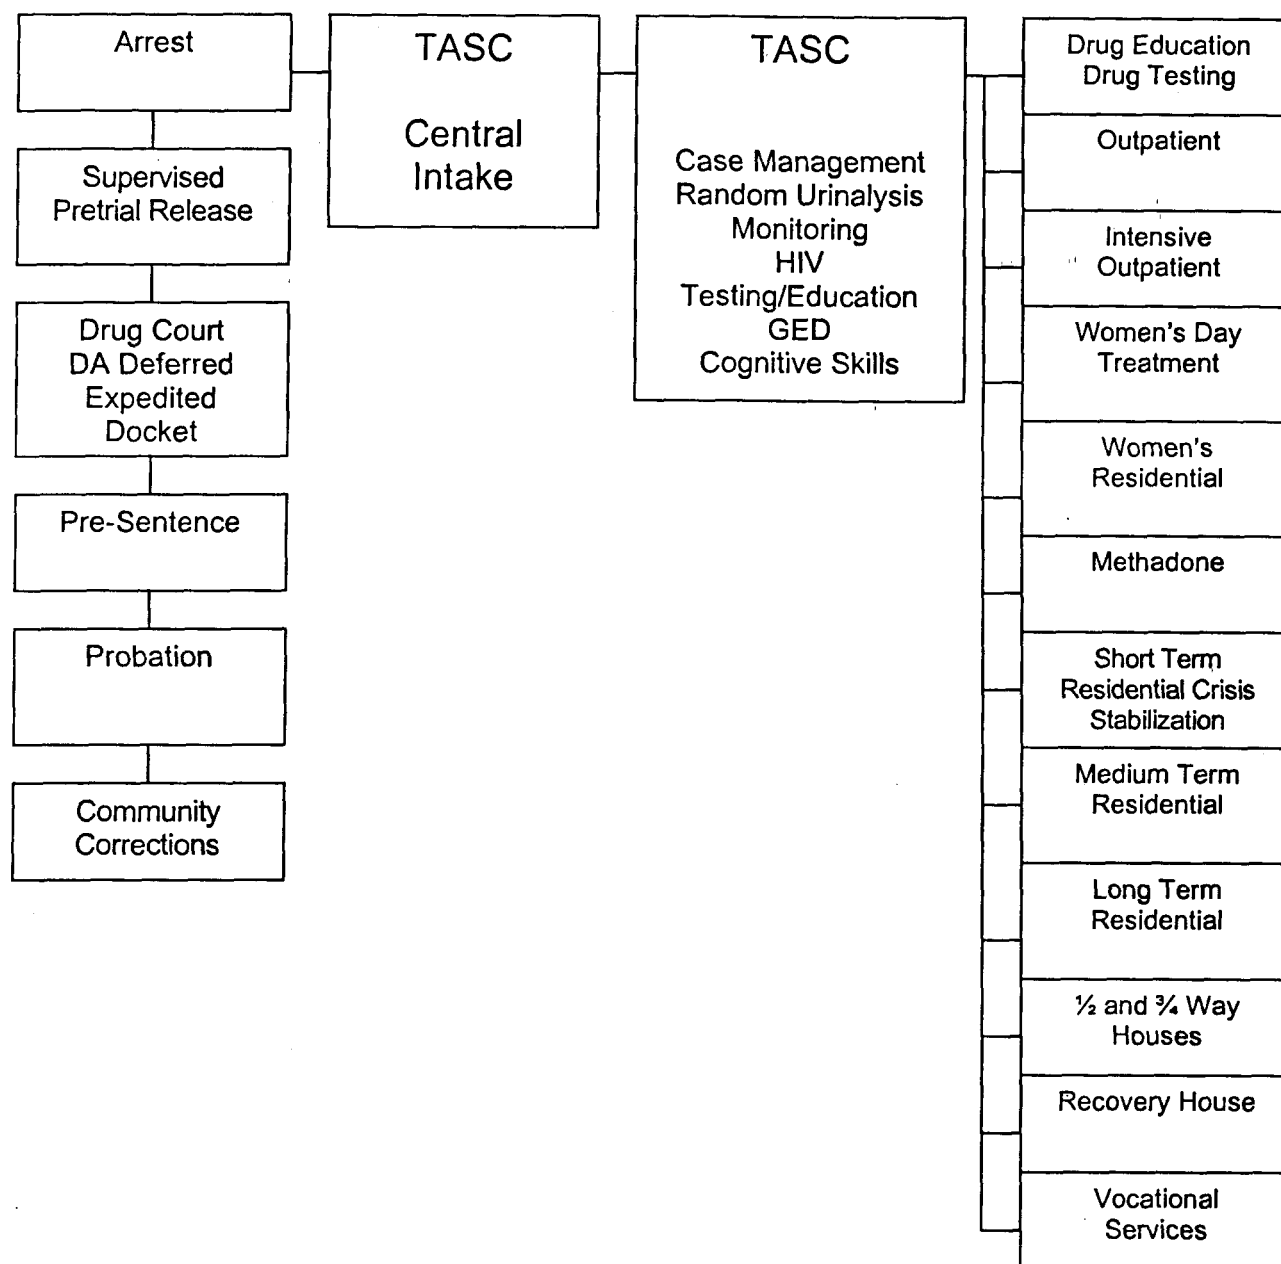 Arrest
Supervised
Pretrial Release
Drug Court
DA Deferred
Expedited
Docket
Pre-Sentence
Probation
Community
Corrections
TASC
Central
Intake
TASC
Case Management
Random Urinalysis
Monitoring
HIV
Testing/Education
GED
Cognitive Skills
Drug Education
Drug Testing
Outpatient
Intensive
Outpatient
Women's Day
Treatment
Women's
Residential
Methadone
Short Term
Residential Crisis
Stabilization
Medium Term
Residential
Long Term
Residential
½ and ¾ Way
Houses
Recovery House
Vocational
Services